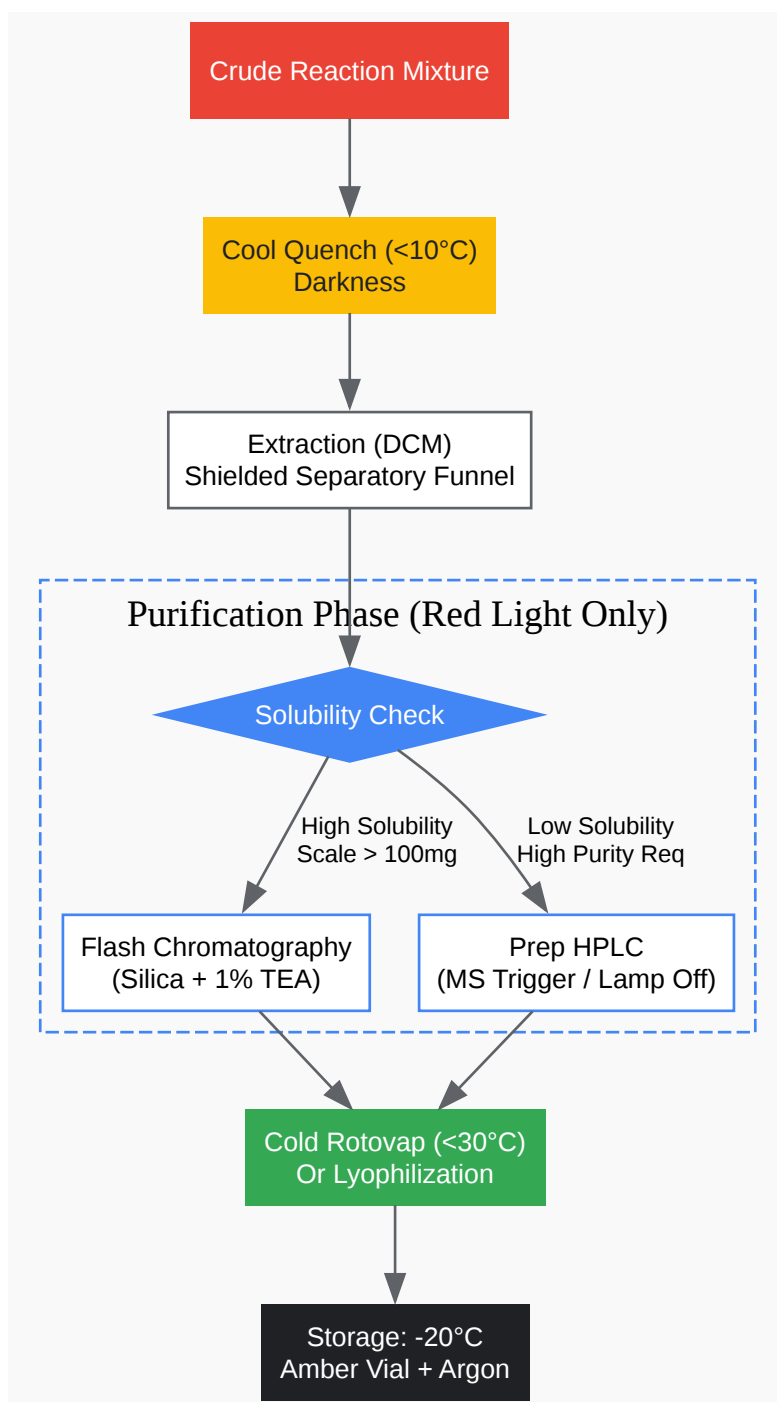 Crude Reaction Mixture
Cool Quench (<10°C)
Darkness
Extraction (DCM)
Shielded Separatory Funnel
Purification Phase (Red Light Only)
Solubility Check
High Solubility
Scale > 100mg
Low Solubility
High Purity Req
Flash Chromatography
(Silica + 1% TEA)
Prep HPLC
(MS Trigger / Lamp Off)
Cold Rotovap (<30°C)
Or Lyophilization
Storage: -20°C
Amber Vial + Argon